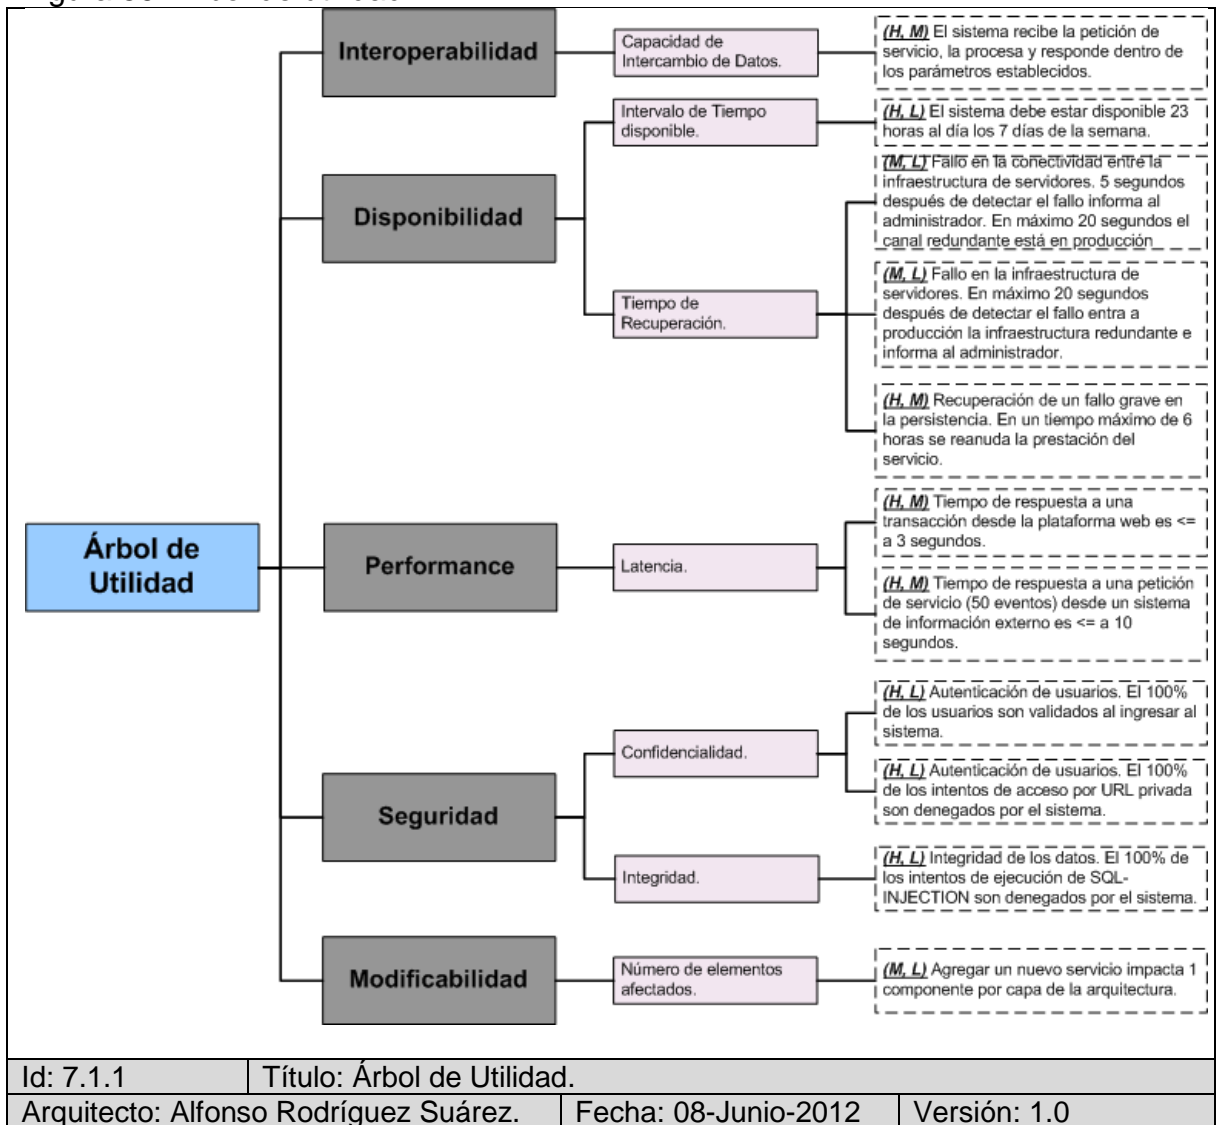 Interoperabilidad
Capacidad de
Intercambio de Datos.
(H, M) El sistema recibe la petición de
servicio, la procesa y responde dentro de
los parámetros establecidos.
Disponibilidad
Intervalo de Tiempo
disponible.
(H, L) El sistema debe estar disponible 23
horas al día los 7 días de la semana.
Tiempo de
Recuperación.
(M, L) Fallo en la conectividad entre la
infraestructura de servidores. 5 segundos
después de detectar el fallo informa al
administrador. En máximo 20 segundos el
canal redundante está en producción
(M, L) Fallo en la infraestructura de
servidores. En máximo 20 segundos
después de detectar el fallo entra a
producción la infraestructura redundante e
informa al administrador.
(H, M) Recuperación de un fallo grave en
la persistencia. En un tiempo máximo de 6
horas se reanuda la prestación del
servicio.
Árbol de
Utilidad
Performance
Latencia.
(H, M) Tiempo de respuesta a una
transacción desde la plataforma web es <=
a 3 segundos.
(H, M) Tiempo de respuesta a una petición
de servicio (50 eventos) desde un sistema
de información externo es <= a 10
segundos.
Seguridad
Confidencialidad.
(H, L) Autenticación de usuarios. El 100%
de los usuarios son validados al ingresar al
sistema.
(H, L) Autenticación de usuarios. El 100%
de los intentos de acceso por URL privada
son denegados por el sistema.
Integridad.
(H, L) Integridad de los datos. El 100% de
los intentos de ejecución de SQL-
INJECTION son denegados por el sistema.
Modificabilidad
Número de elementos
afectados.
(M, L) Agregar un nuevo servicio impacta 1
componente por capa de la arquitectura.
Id: 7.1.1 Título: Árbol de Utilidad.
Arquitecto: Alfonso Rodríguez Suárez. Fecha: 08-Junio-2012 Versión: 1.0